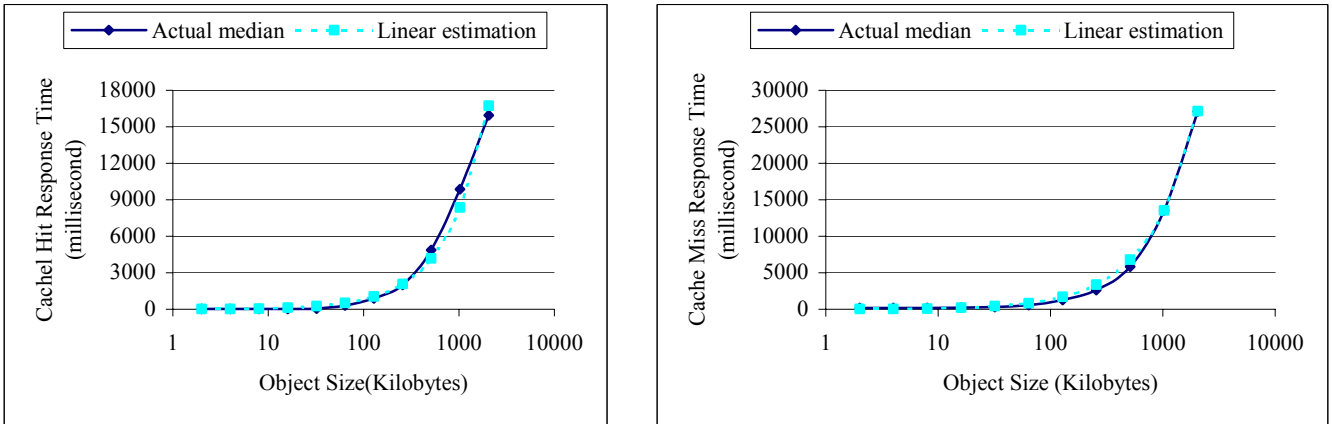 Actual median
Linear estimation
Cachel Hit Response Time
(millisecond)
18000
15000
12000
9000
6000
3000
0
1
10
100
1000
10000
Object Size(Kilobytes)
Actual median
Linear estimation
Cache Miss Response Time
(millisecond)
30000
25000
20000
15000
10000
5000
0
1
10
100
1000
10000
Object Size (Kilobytes)